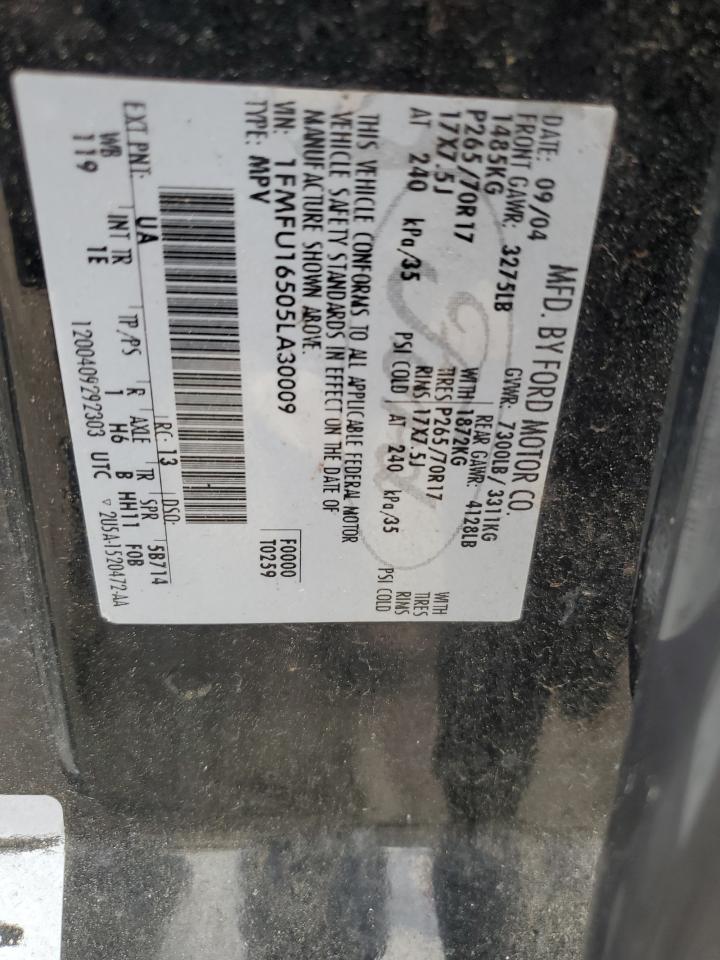 MFD. BY FORD MOTOR CO.
DATE: 09/04 GVWR: 7300LB / 3311KG
FRONT GAWR: 3275LB REAR GAWR: 4128LB
1485KG WITH 1872KG WITH
P265/70R17 TIRES P265/70R17 TIRES
17X7.5J RIMS 17X7.5J RIMS
AT 240 kPa/35 PSI COLD AT 240 kPa/35 PSI COLD
THIS VEHICLE CONFORMS TO ALL APPLICABLE FEDERAL MOTOR
VEHICLE SAFETY STANDARDS IN EFFECT ON THE DATE OF
MANUFACTURE SHOWN ABOVE.
VIN: 1FMFU16505LA30009 F0000
TYPE: MPV T0259
EXT PNT: UA RC: 13 DSO:
WB INT TR TP/PS R AXLE TR SPR 5B714
119 1E 1 H6 B HH11 F0B
1200409292303 UTC ▽ 2USA-1520472-AA
Ford